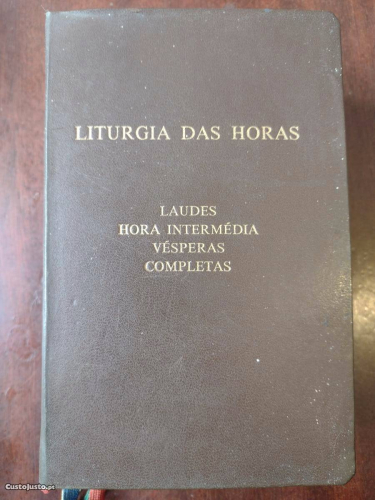 LITURGIA DAS HORAS
LAUDES
HORA INTERMÉDIA
VÉSPERAS
COMPLETAS
CustoJusto.pt